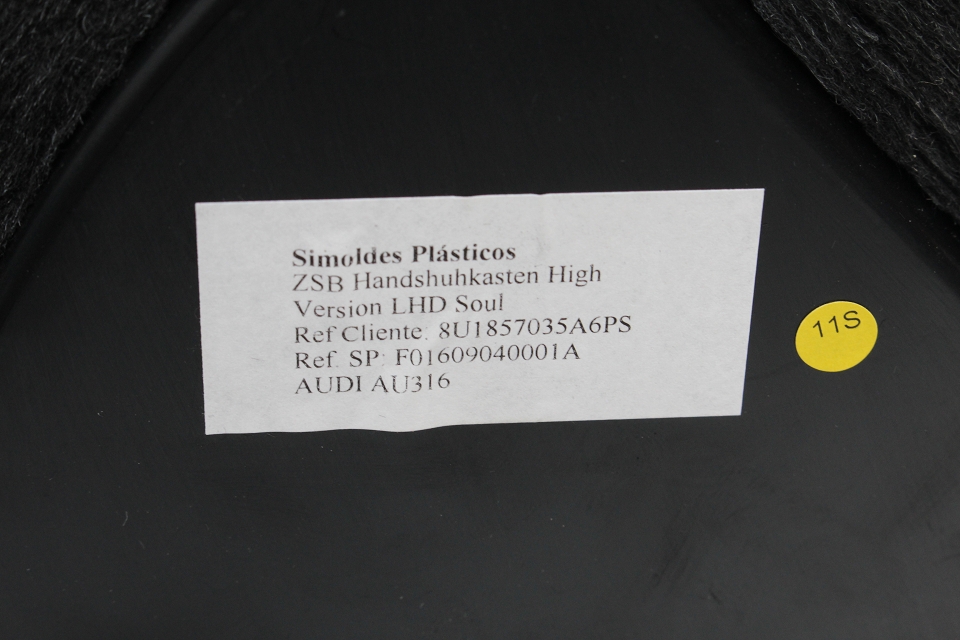 Simoldes Plásticos
ZSB Handshuhkasten High
Version LHD Soul
Ref Cliente: 8U1857035A6PS
Ref. SP: F01609040001A
AUDI AU316
11S